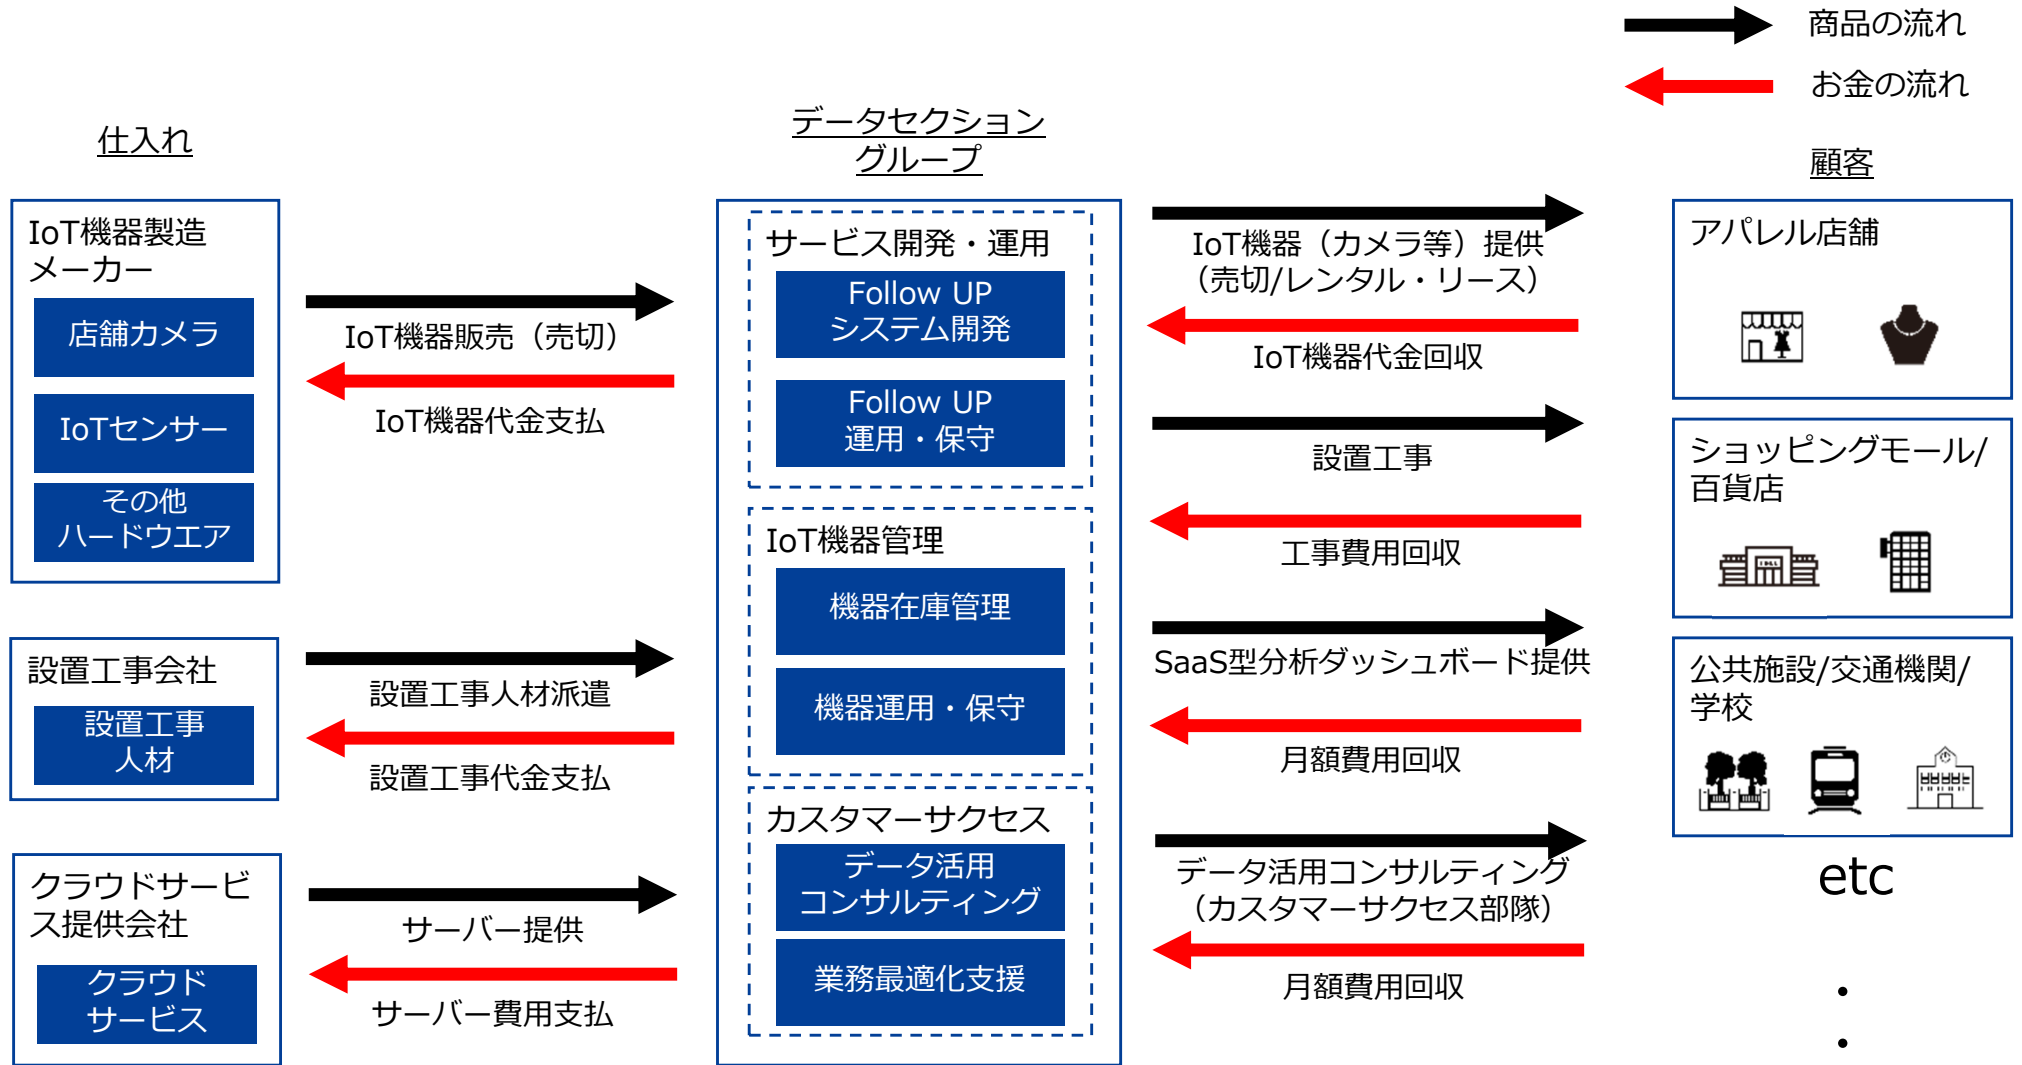 商品の流れ
お金の流れ
仕入れ
データセクション
グループ
顧客
IoT機器製造
メーカー
店舗カメラ
IoTセンサー
その他
ハードウエア
設置工事会社
設置工事
人材
クラウドサービ
ス提供会社
クラウド
サービス
IoT機器販売（売切）
IoT機器代金支払
設置工事人材派遣
設置工事代金支払
サーバー提供
サーバー費用支払
サービス開発・運用
Follow UP
システム開発
Follow UP
運用・保守
IoT機器管理
機器在庫管理
機器運用・保守
カスタマーサクセス
データ活用
コンサルティング
業務最適化支援
IoT機器（カメラ等）提供
（売切/レンタル・リース）
IoT機器代金回収
設置工事
工事費用回収
SaaS型分析ダッシュボード提供
月額費用回収
データ活用コンサルティング
（カスタマーサクセス部隊）
月額費用回収
アパレル店舗
ショッピングモール/
百貨店
公共施設/交通機関/
学校
etc
・
・